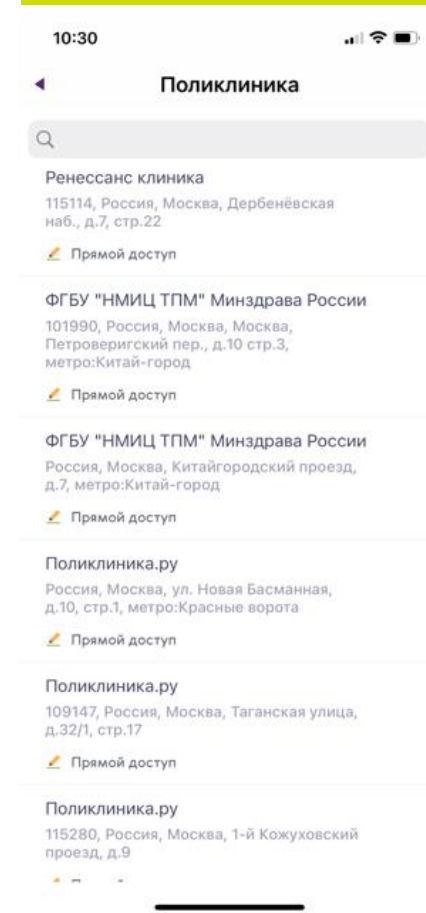 10:30
Поликлиника
Ренессанс клиника
115114, Россия, Москва, Дербенёвская
наб., д.7, стр.22
Прямой доступ
ФГБУ "НМИЦ ТПМ" Минздрава России
101990, Россия, Москва, Москва,
Петроверигский пер., д.10 стр.3,
метро:Китай-город
Прямой доступ
ФГБУ "НМИЦ ТПМ" Минздрава России
Россия, Москва, Китайгородский проезд,
д.7, метро:Китай-город
Прямой доступ
Поликлиника.ру
Россия, Москва, ул. Новая Басманная,
д.10, стр.1, метро:Красные ворота
Прямой доступ
Поликлиника.ру
109147, Россия, Москва, Таганская улица,
д.32/1, стр.17
Прямой доступ
Поликлиника.ру
115280, Россия, Москва, 1-й Кожуховский
проезд, д.9